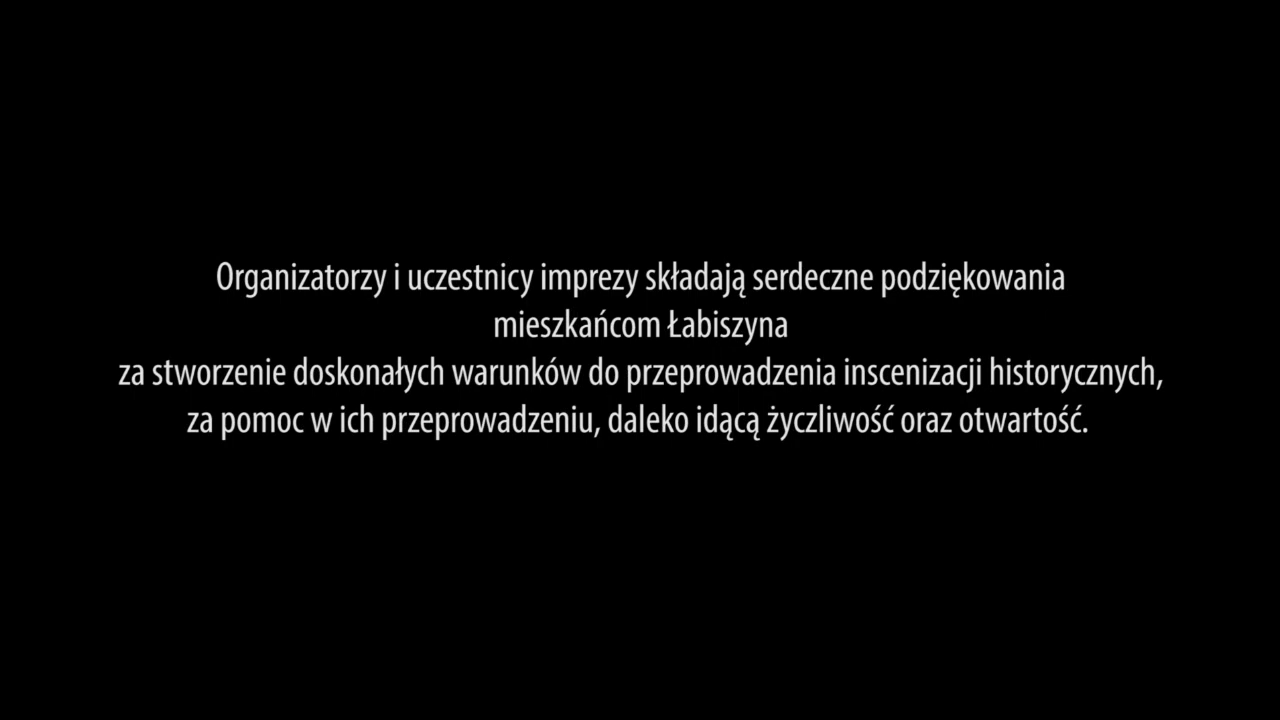 Organizatorzy i uczestnicy imprezy składają serdeczne podziękowania
mieszkańcom Łabiszyna
za stworzenie doskonałych warunków do przeprowadzenia inscenizacji historycznych,
za pomoc w ich przeprowadzeniu, daleko idącą życzliwość oraz otwartość.